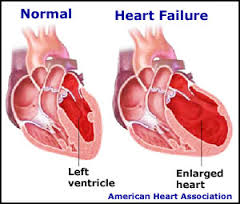 Normal
Heart Failure
Left
ventricle
Enlarged
heart
American Heart Association